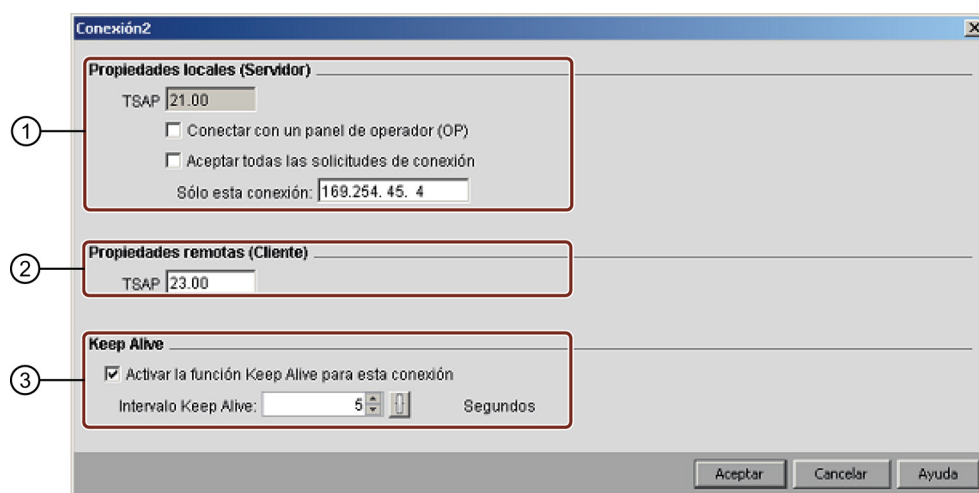 Conexión2
Propiedades locales (Servidor)
TSAP 21.00
Conectar con un panel de operador (OP)
① Aceptar todas las solicitudes de conexión
Sólo esta conexión: 169.254. 45. 4
Propiedades remotas (Cliente)
② TSAP 23.00
Keep Alive
③ Activar la función Keep Alive para esta conexión
Intervalo Keep Alive: 5 Segundos
Aceptar Cancelar Ayuda